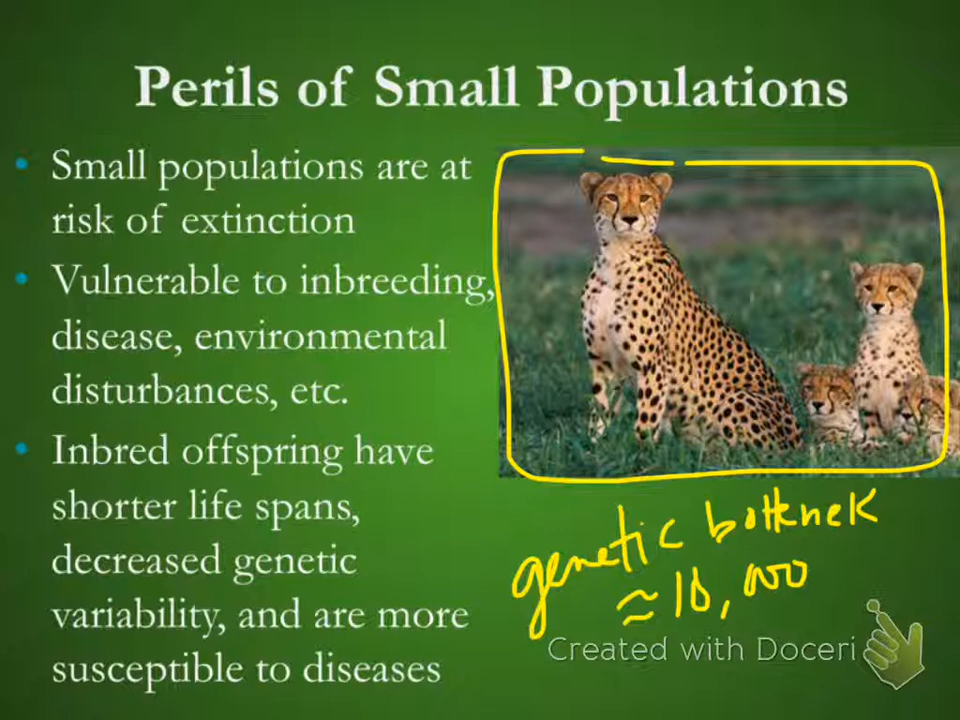 Perils of Small Populations
• Small populations are at
risk of extinction
• Vulnerable to inbreeding,
disease, environmental
disturbances, etc.
• Inbred offspring have
shorter life spans,
decreased genetic
variability, and are more
susceptible to diseases
genetic bottknek
≈ 10,000
Created with Doceri